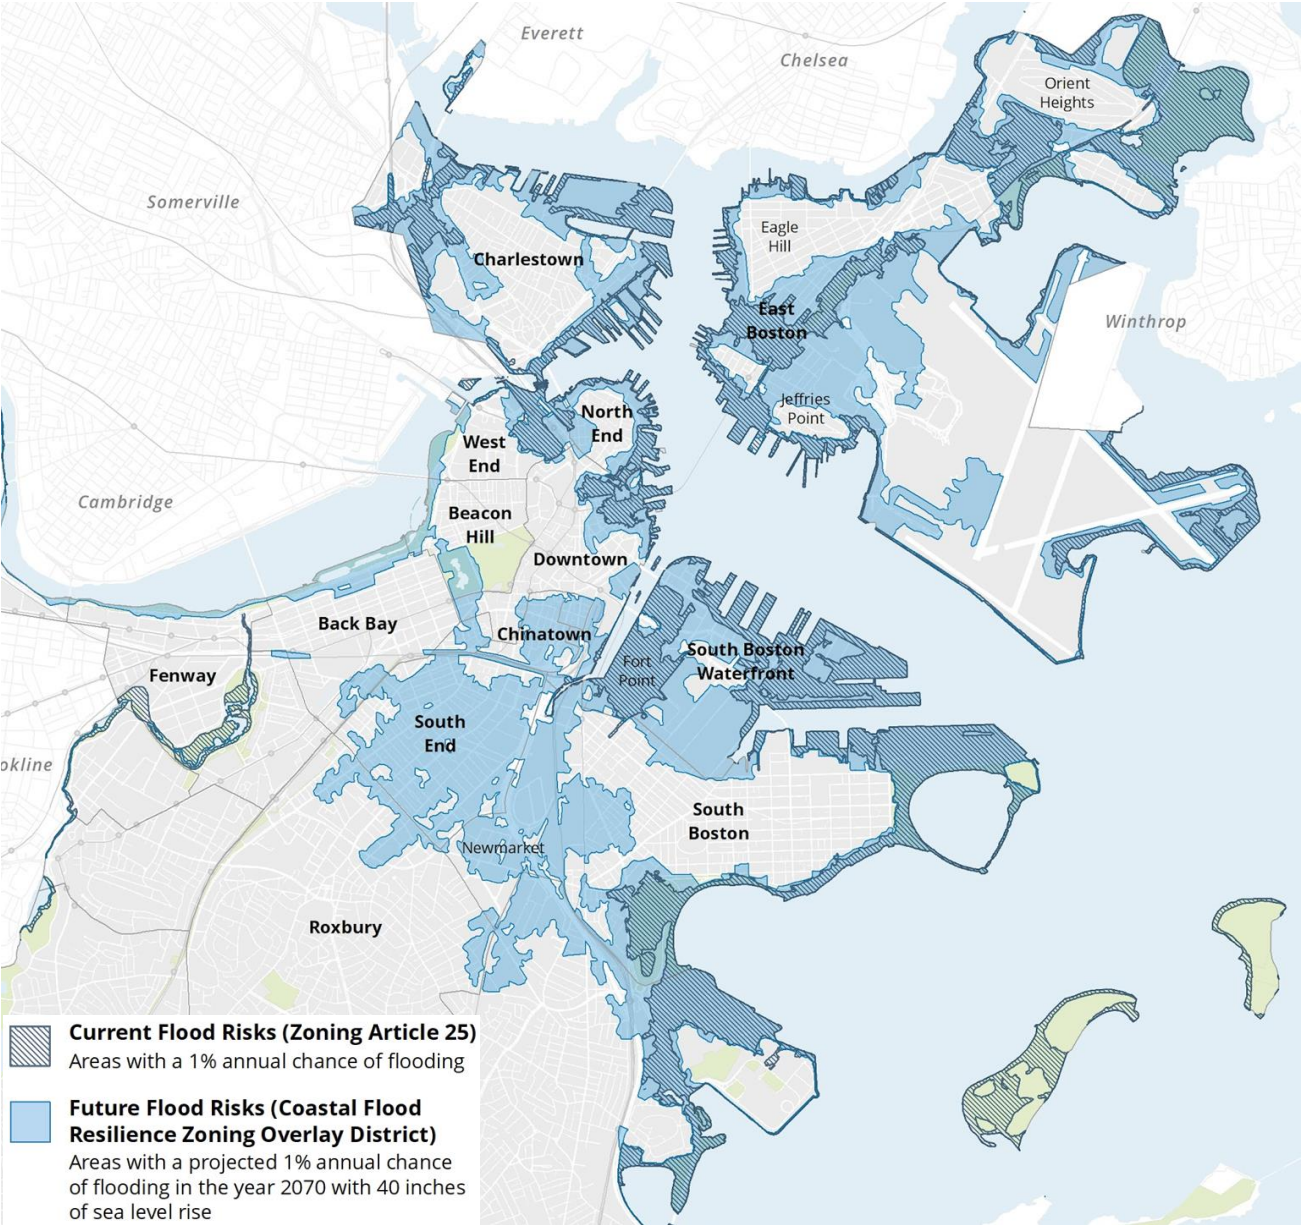 Everett
Chelsea
Orient
Heights
Somerville
Eagle
Hill
Charlestown
East
Boston
Winthrop
Jeffries
Point
North
End
West
End
Cambridge
Beacon
Hill
Downtown
Back Bay
Chinatown
Fenway
Fort
Point
South Boston
Waterfront
South
End
okline
South
Boston
Newmarket
Roxbury
Current Flood Risks (Zoning Article 25)
Areas with a 1% annual chance of flooding
Future Flood Risks (Coastal Flood
Resilience Zoning Overlay District)
Areas with a projected 1% annual chance
of flooding in the year 2070 with 40 inches
of sea level rise